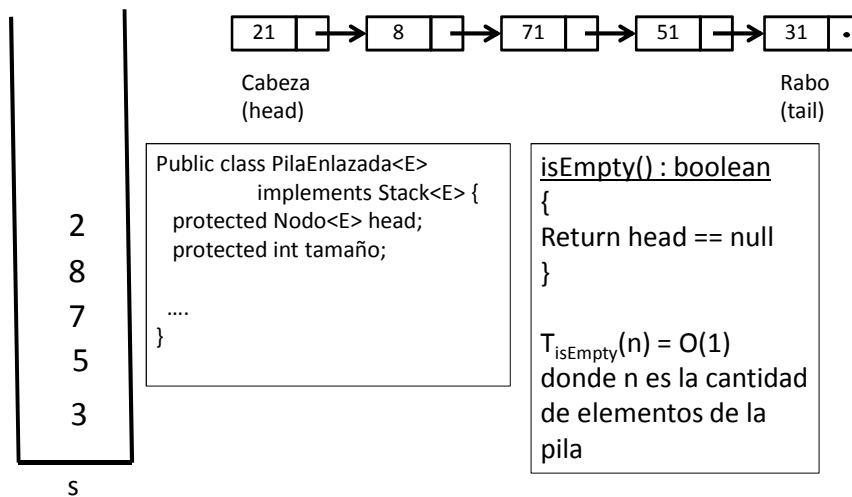 21 8 71 51 31
Cabeza
(head)
Rabo
(tail)
2
8
7
5
3
s
Public class PilaEnlazada<E>
implements Stack<E> {
protected Nodo<E> head;
protected int tamaño;
….
}
isEmpty() : boolean
{
Return head == null
}
TisEmpty(n) = O(1)
donde n es la cantidad
de elementos de la
pila